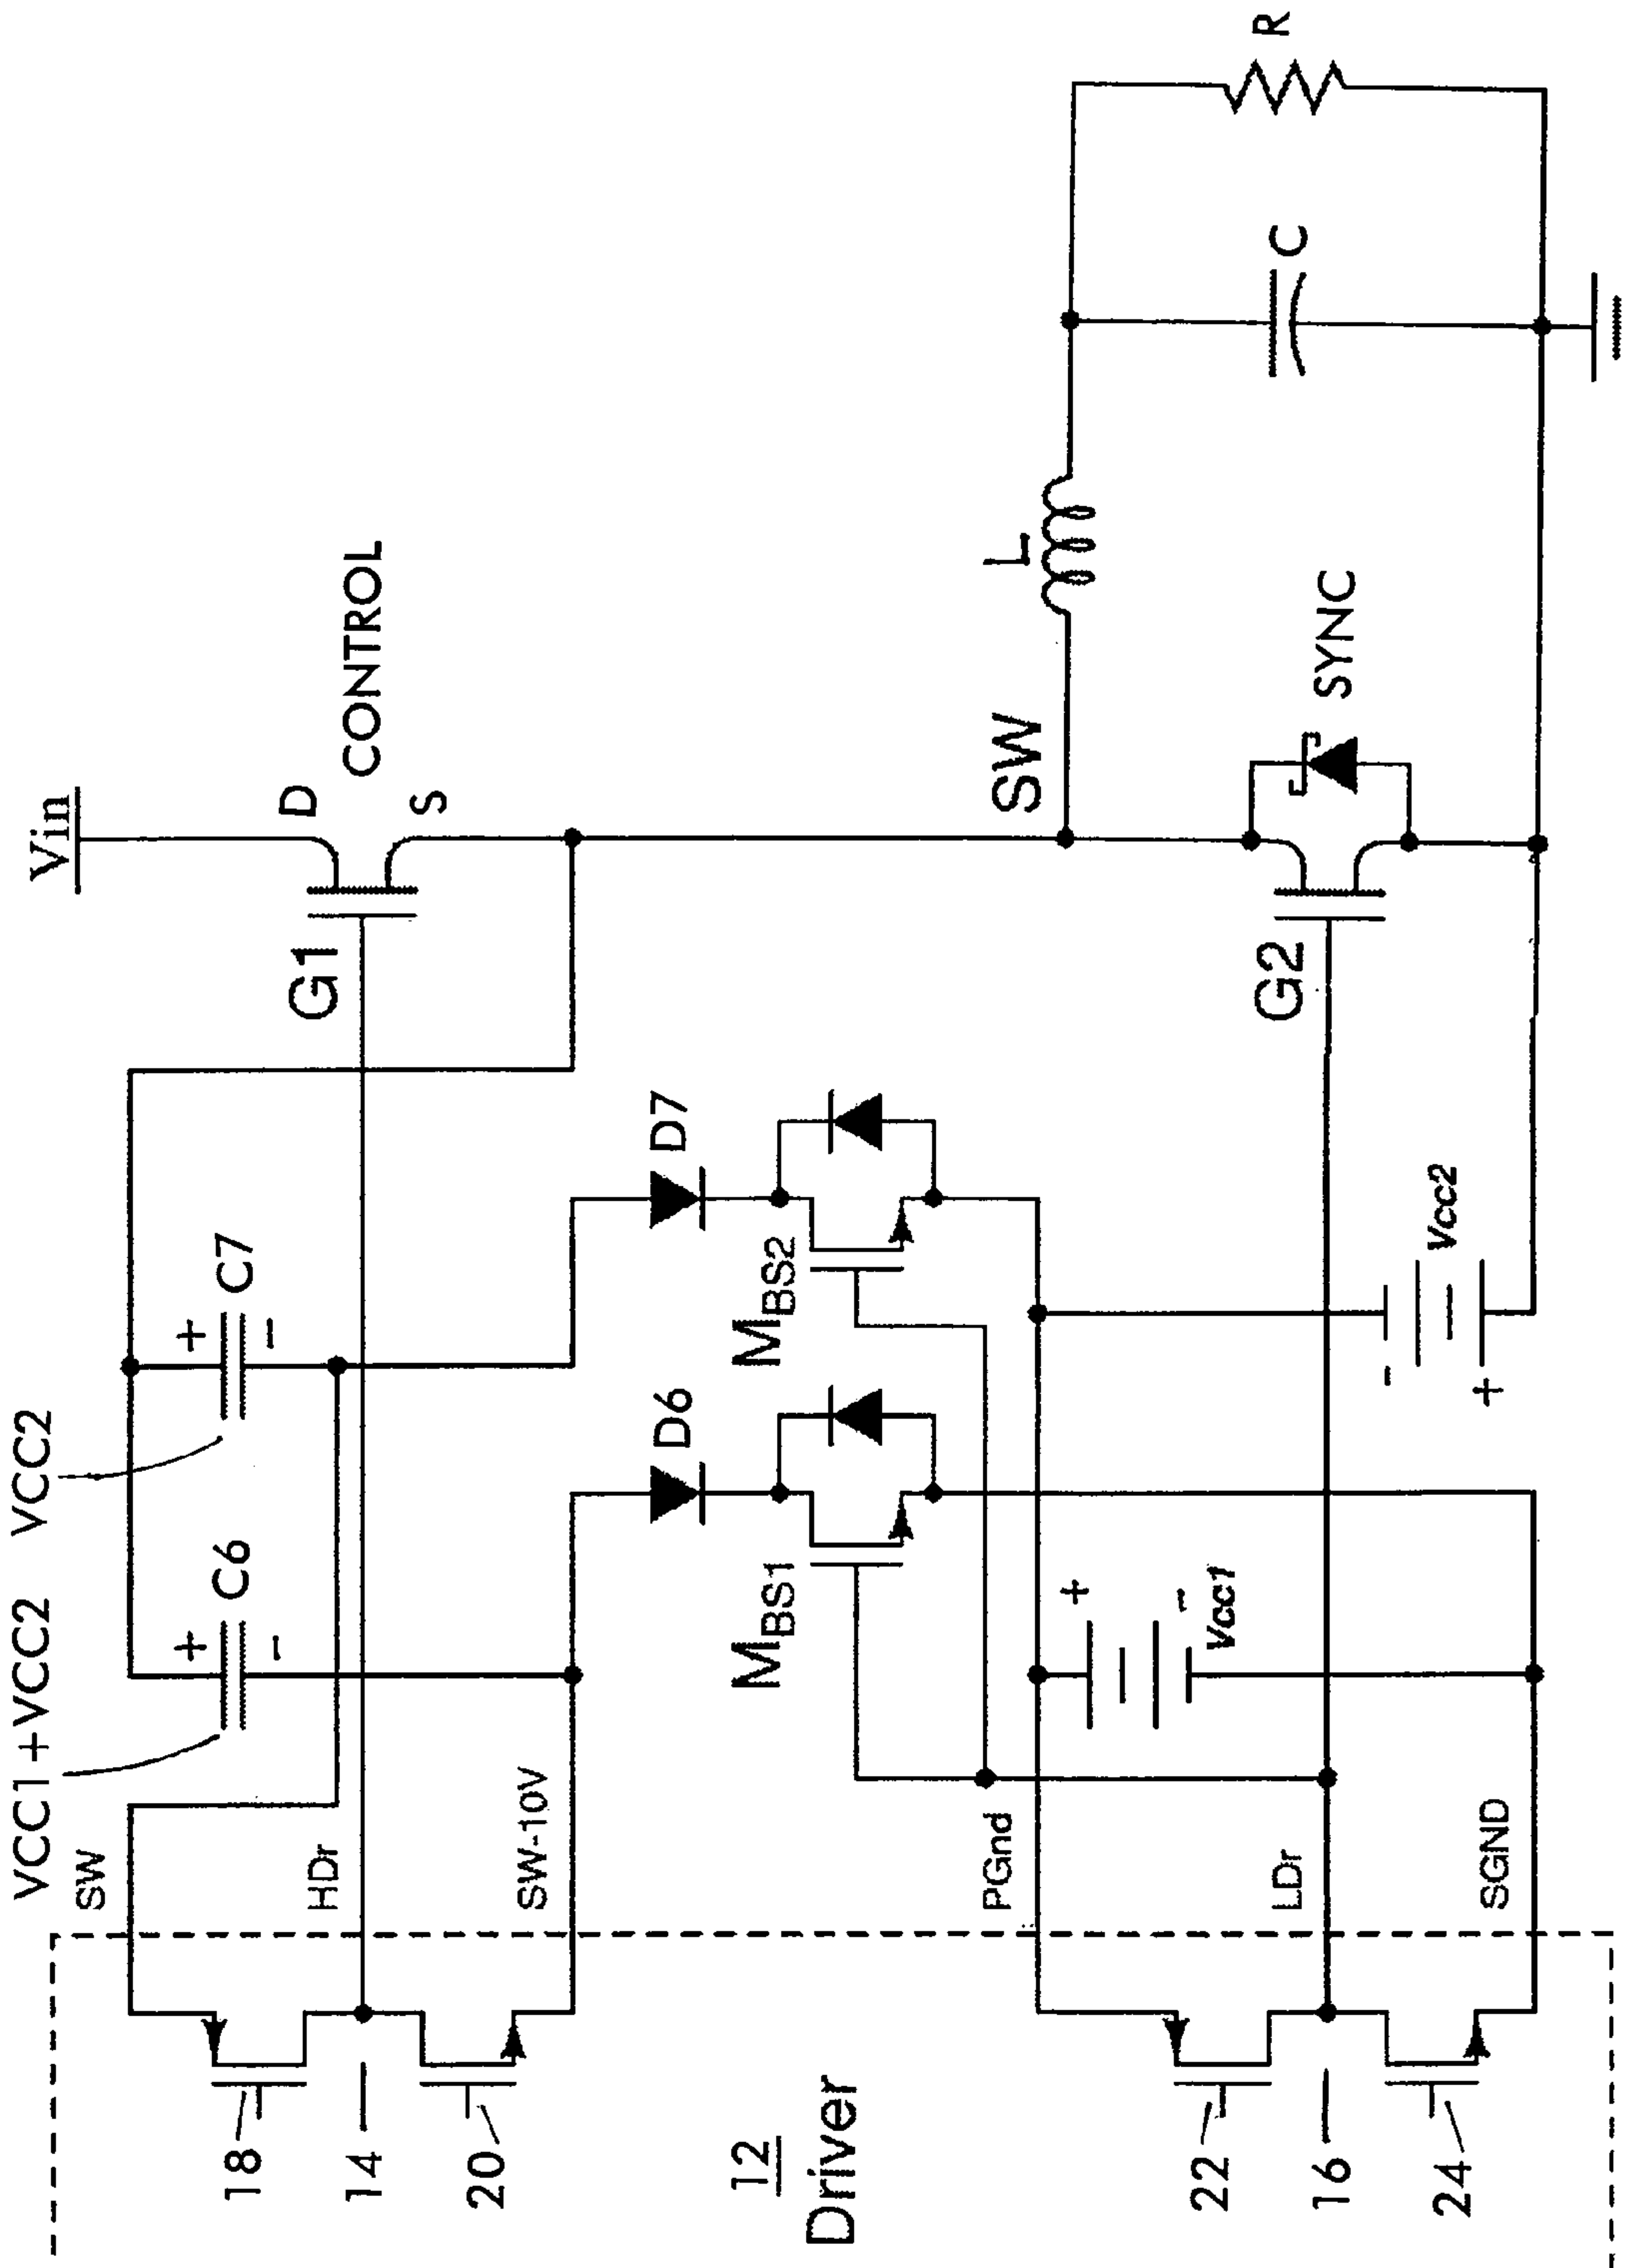 VCC1+VCC2
VCC2
Vin
SW
+
C6
-
+
C7
-
G1
D
CONTROL
S
HDr
18
14
20
SW-10V
D6
D7
12
Driver
MBS1
MBS2
SW
L
PGnd
+
-
Vcc1
LDr
SGND
22
16
24
-
Vcc2
+
G2
SYNC
C
R